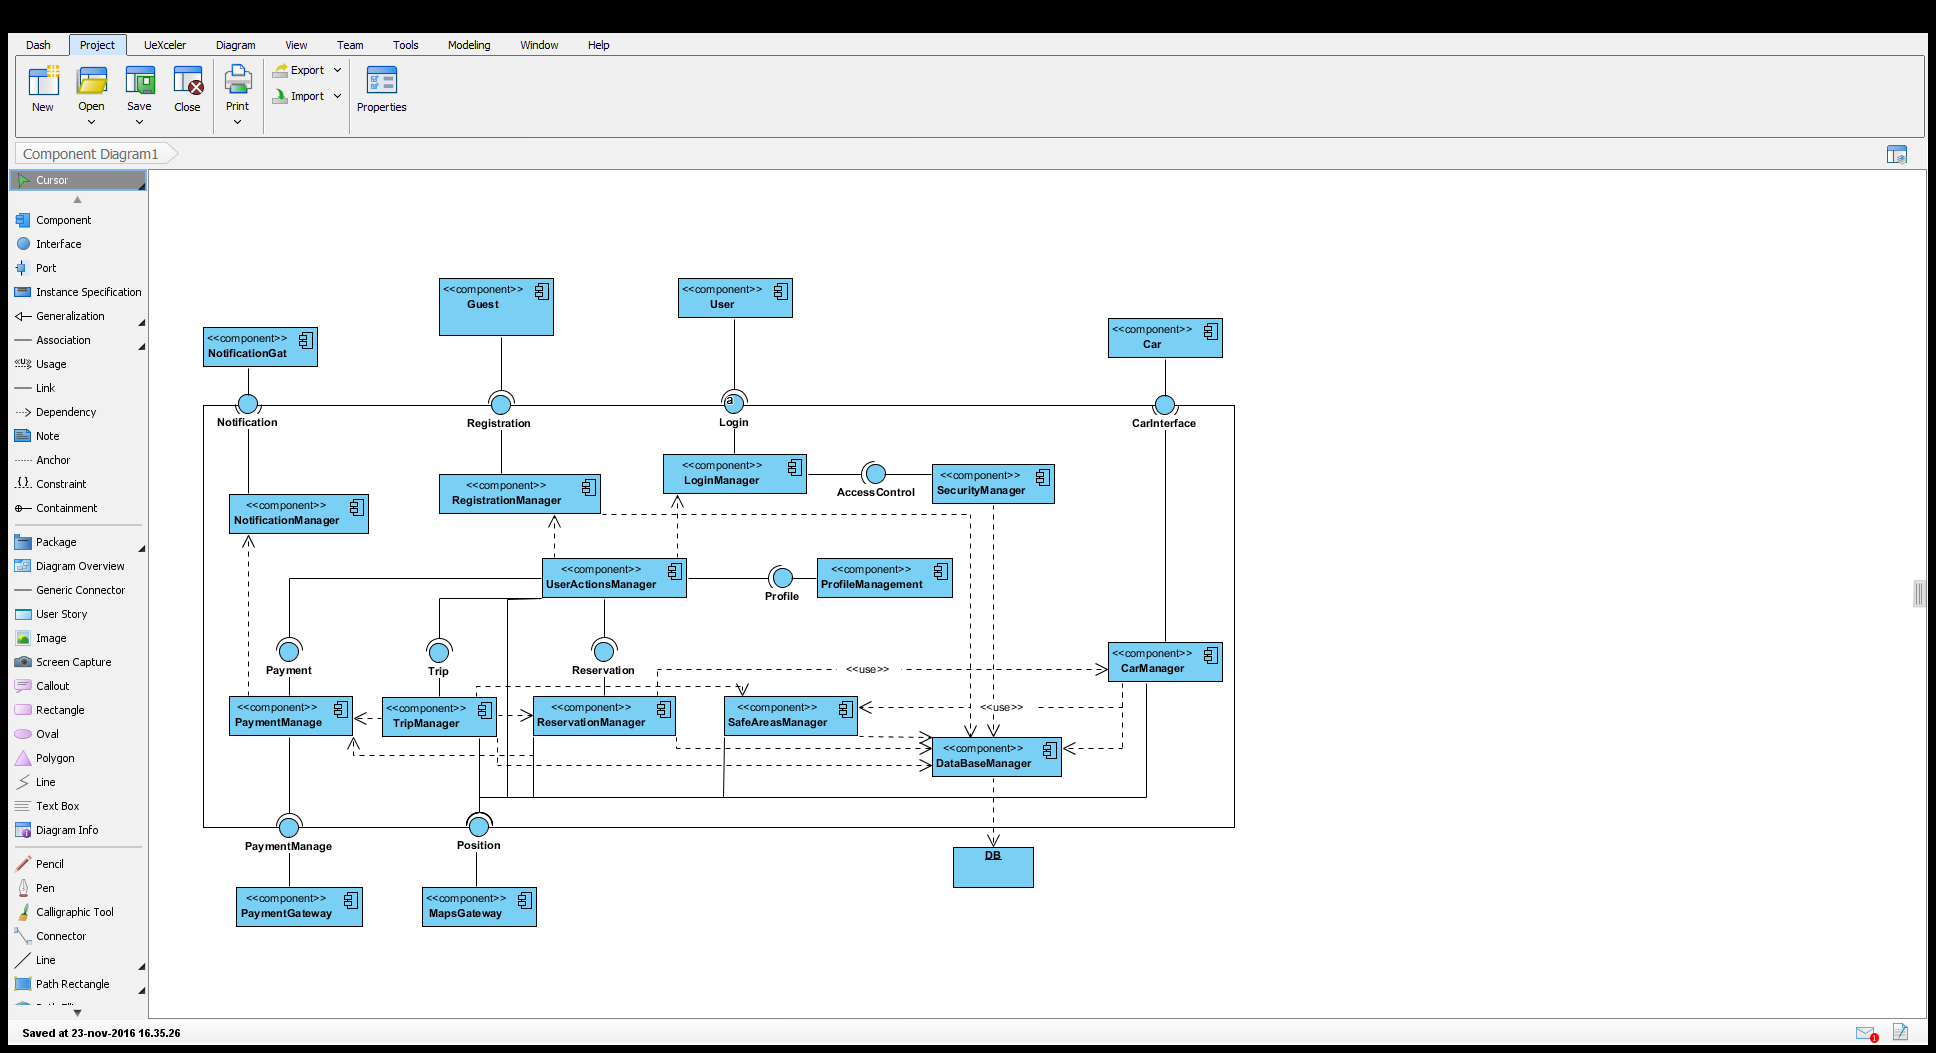 Dash Project UeXceler Diagram View Team Tools Modeling Window Help
New Open Save Close Print Export Import Properties
Component Diagram1
Cursor
Component
Interface
Port
Instance Specification
Generalization
Association
Usage
Link
Dependency
Note
Anchor
Constraint
Containment
Package
Diagram Overview
Generic Connector
User Story
Image
Screen Capture
Callout
Rectangle
Oval
Polygon
Line
Text Box
Diagram Info
Pencil
Pen
Calligraphic Tool
Connector
Line
Path Rectangle
<<component>>
Guest
<<component>>
User
<<component>>
NotificationGat
<<component>>
Car
a
Notification
Registration
Login
CarInterface
<<component>>
NotificationManager
<<component>>
RegistrationManager
<<component>>
LoginManager
AccessControl
<<component>>
SecurityManager
<<component>>
UserActionsManager
Profile
<<component>>
ProfileManagement
Payment
Trip
Reservation
<<use>>
<<component>>
CarManager
<<component>>
PaymentManage
<<component>>
TripManager
<<component>>
ReservationManager
<<component>>
SafeAreasManager
<<use>>
<<component>>
DataBaseManager
PaymentManage
Position
DB
<<component>>
PaymentGateway
<<component>>
MapsGateway
Saved at 23-nov-2016 16.35.26
1